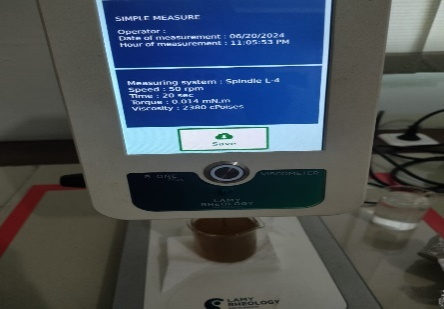 SIMPLE MEASURE
Operator :
Date of measurement : 06/20/2024
Hour of measurement : 11:05:53 PM
Measuring system : Spindle L-4
Speed : 50 rpm
Time : 20 sec
Torque : 0.014 mN.m
Viscosity : 2380 cPoises
Save
VISCOMETER
LAMY
RHEOLOGY
LAMY
RHEOLOGY